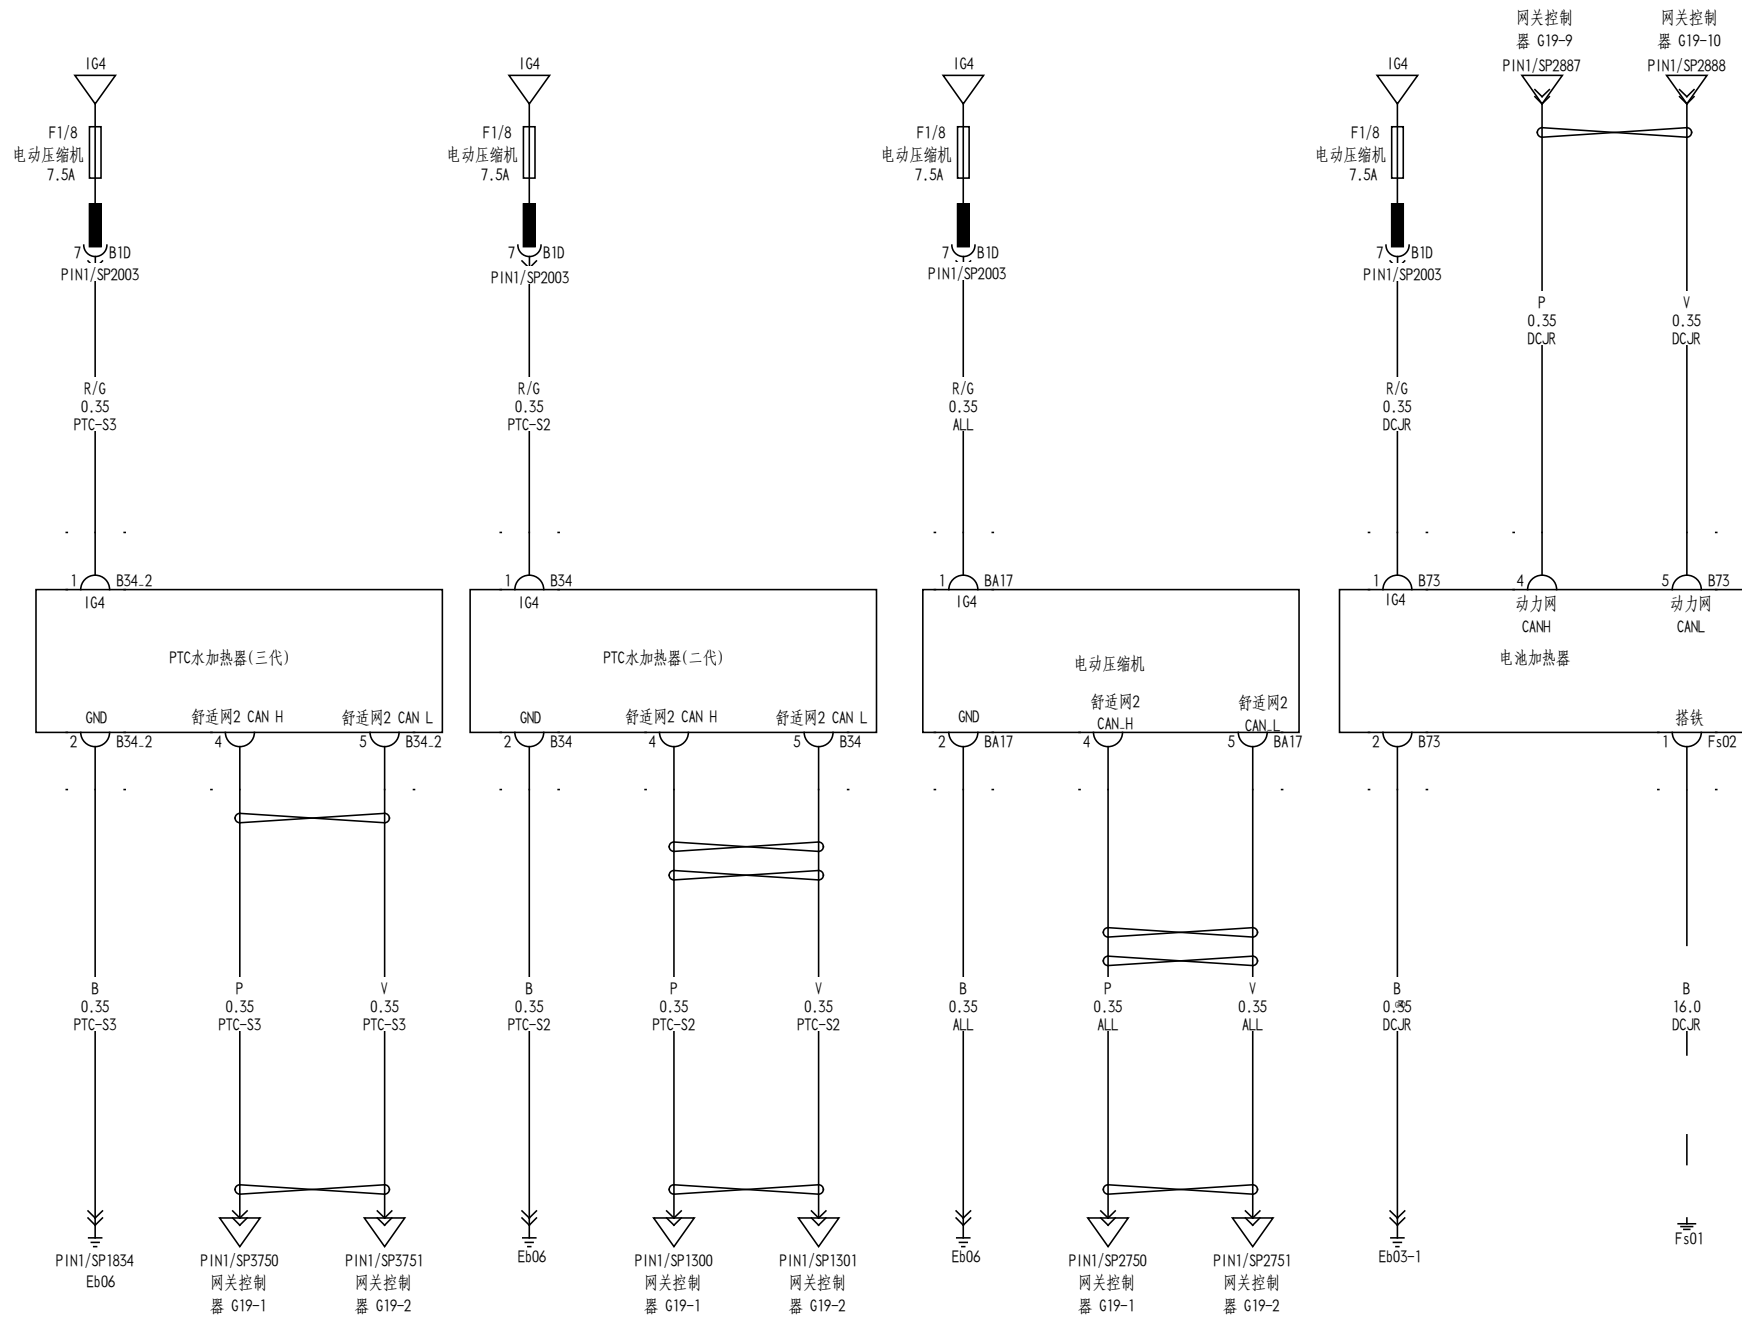 网关控制
器 G19-9
PIN1/SP2887
网关控制
器 G19-10
PIN1/SP2888
IG4
IG4
IG4
IG4
F1/8
电动压缩机
7.5A
F1/8
电动压缩机
7.5A
F1/8
电动压缩机
7.5A
F1/8
电动压缩机
7.5A
7 B1D
PIN1/SP2003
7 B1D
PIN1/SP2003
7 B1D
PIN1/SP2003
7 B1D
PIN1/SP2003
P
0.35
DCJR
V
0.35
DCJR
R/G
0.35
PTC-S3
R/G
0.35
PTC-S2
R/G
0.35
ALL
R/G
0.35
DCJR
1 B34_2
IG4
PTC水加热器(三代)
GND
舒适网2 CAN H
舒适网2 CAN L
2 B34_2
4
5 B34_2
1 B34
IG4
PTC水加热器(二代)
GND
舒适网2 CAN H
舒适网2 CAN L
2 B34
4
5 B34
1 BA17
IG4
电动压缩机
GND
舒适网2
CAN_H
舒适网2
CAN_L
2 BA17
4
5 BA17
1 B73
IG4
4
动力网
CANH
5 B73
动力网
CANL
电池加热器
搭铁
2 B73
1 Fs02
B
0.35
PTC-S3
P
0.35
PTC-S3
V
0.35
PTC-S3
B
0.35
PTC-S2
P
0.35
PTC-S2
V
0.35
PTC-S2
B
0.35
ALL
P
0.35
ALL
V
0.35
ALL
B
DCJR
B
16.0
DCJR
PIN1/SP1834
Eb06
PIN1/SP3750
网关控制
器 G19-1
PIN1/SP3751
网关控制
器 G19-2
Eb06
PIN1/SP1300
网关控制
器 G19-1
PIN1/SP1301
网关控制
器 G19-2
Eb06
PIN1/SP2750
网关控制
器 G19-1
PIN1/SP2751
网关控制
器 G19-2
Eb03-1
Fs01